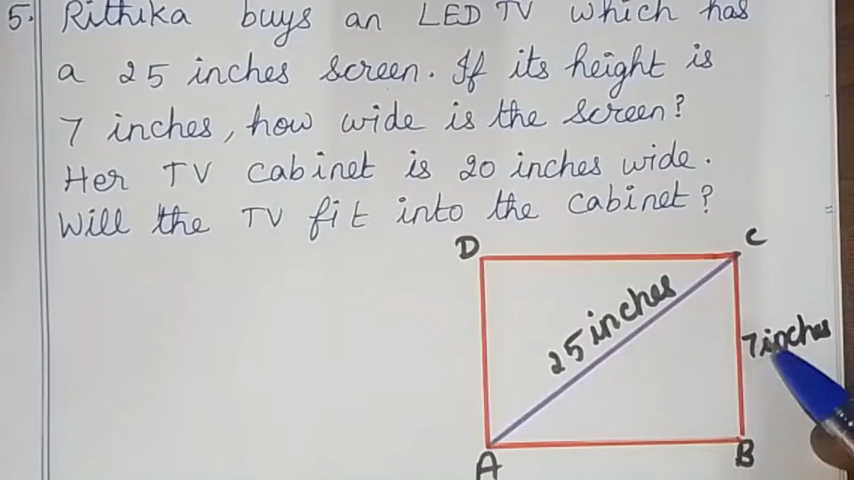 5. Rithika buys an LED TV which has
a 25 inches screen. If its height is
7 inches, how wide is the screen?
Her TV cabinet is 20 inches wide.
Will the TV fit into the cabinet?
D
C
25 inches
7 inches
A
B